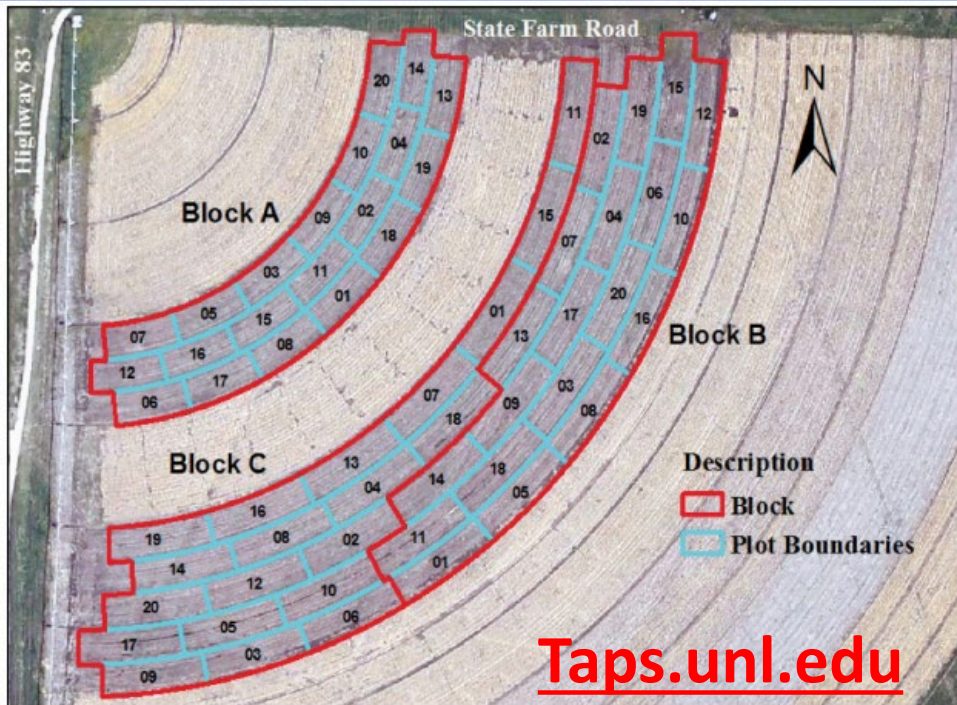 State Farm Road
Highway 83
N
Block A
20 14 13
10 04 19
09 02 18
03 11 01
07 05 15 08
12 16 17
06
Block B
11 02 19 15 12
15 07 04 06 10
01 13 17 20 16
09 03 08
14 18 05
11 01
Block C
07 18
13 04
19 16 08 02
14 12 10
20 05 06
17 03
09
Description
Block
Plot Boundaries
Taps.unl.edu